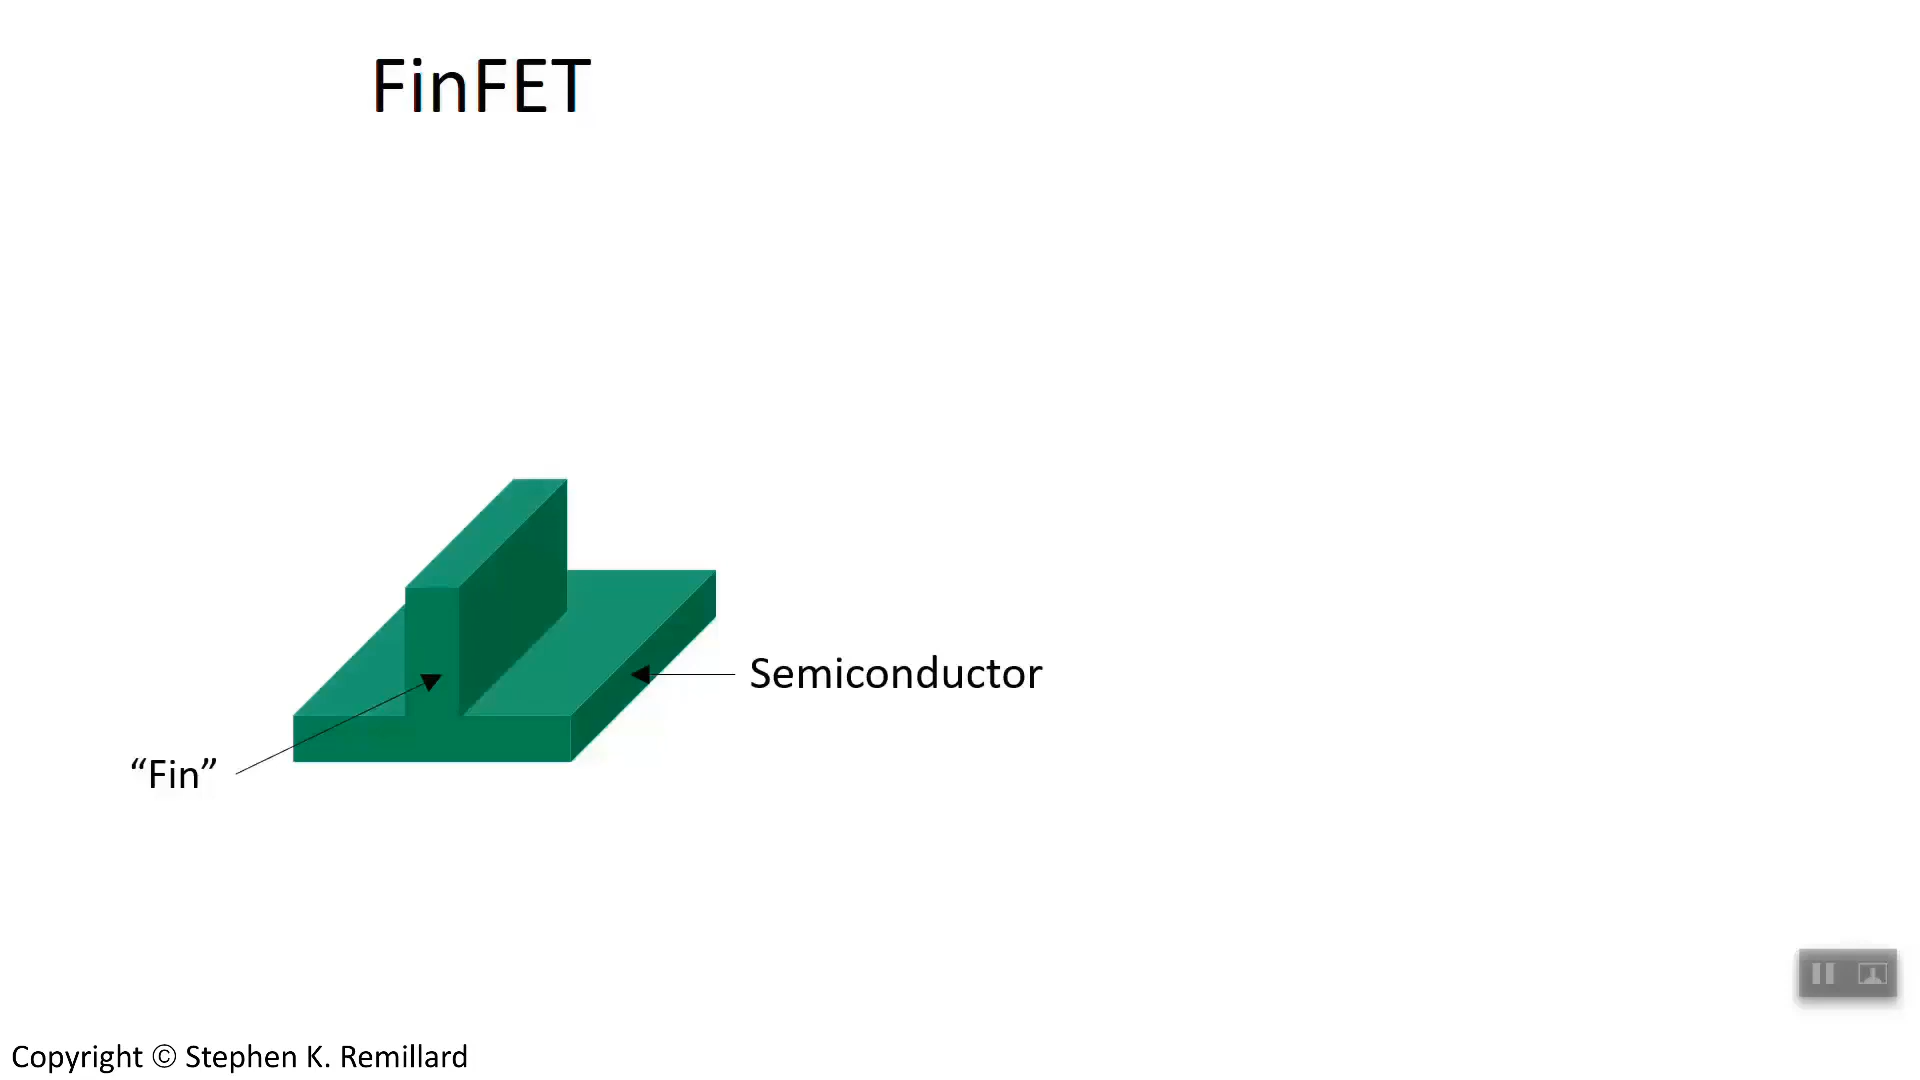 FinFET
Semiconductor
“Fin”
Copyright © Stephen K. Remillard